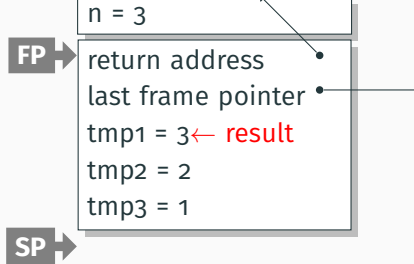 n = 3
FP
return address
last frame pointer
tmp1 = 3← result
tmp2 = 2
tmp3 = 1
SP